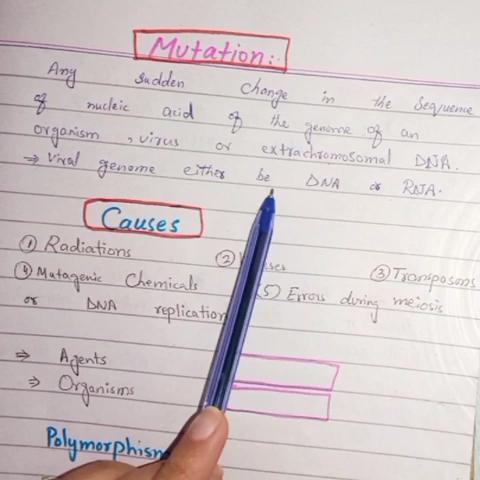 Mutation:-
Any sudden change in the sequence
of nucleic acid of the genome of an
organism, virus or extrachromosomal DNA.
⇒ Viral genome either be DNA or RNA.
Causes
① Radiations ② ③ Transposons
④ Mutagenic Chemicals (5) Errors during meiosis
or DNA replication
⇒ Agents
⇒ Organisms
Polymorphism